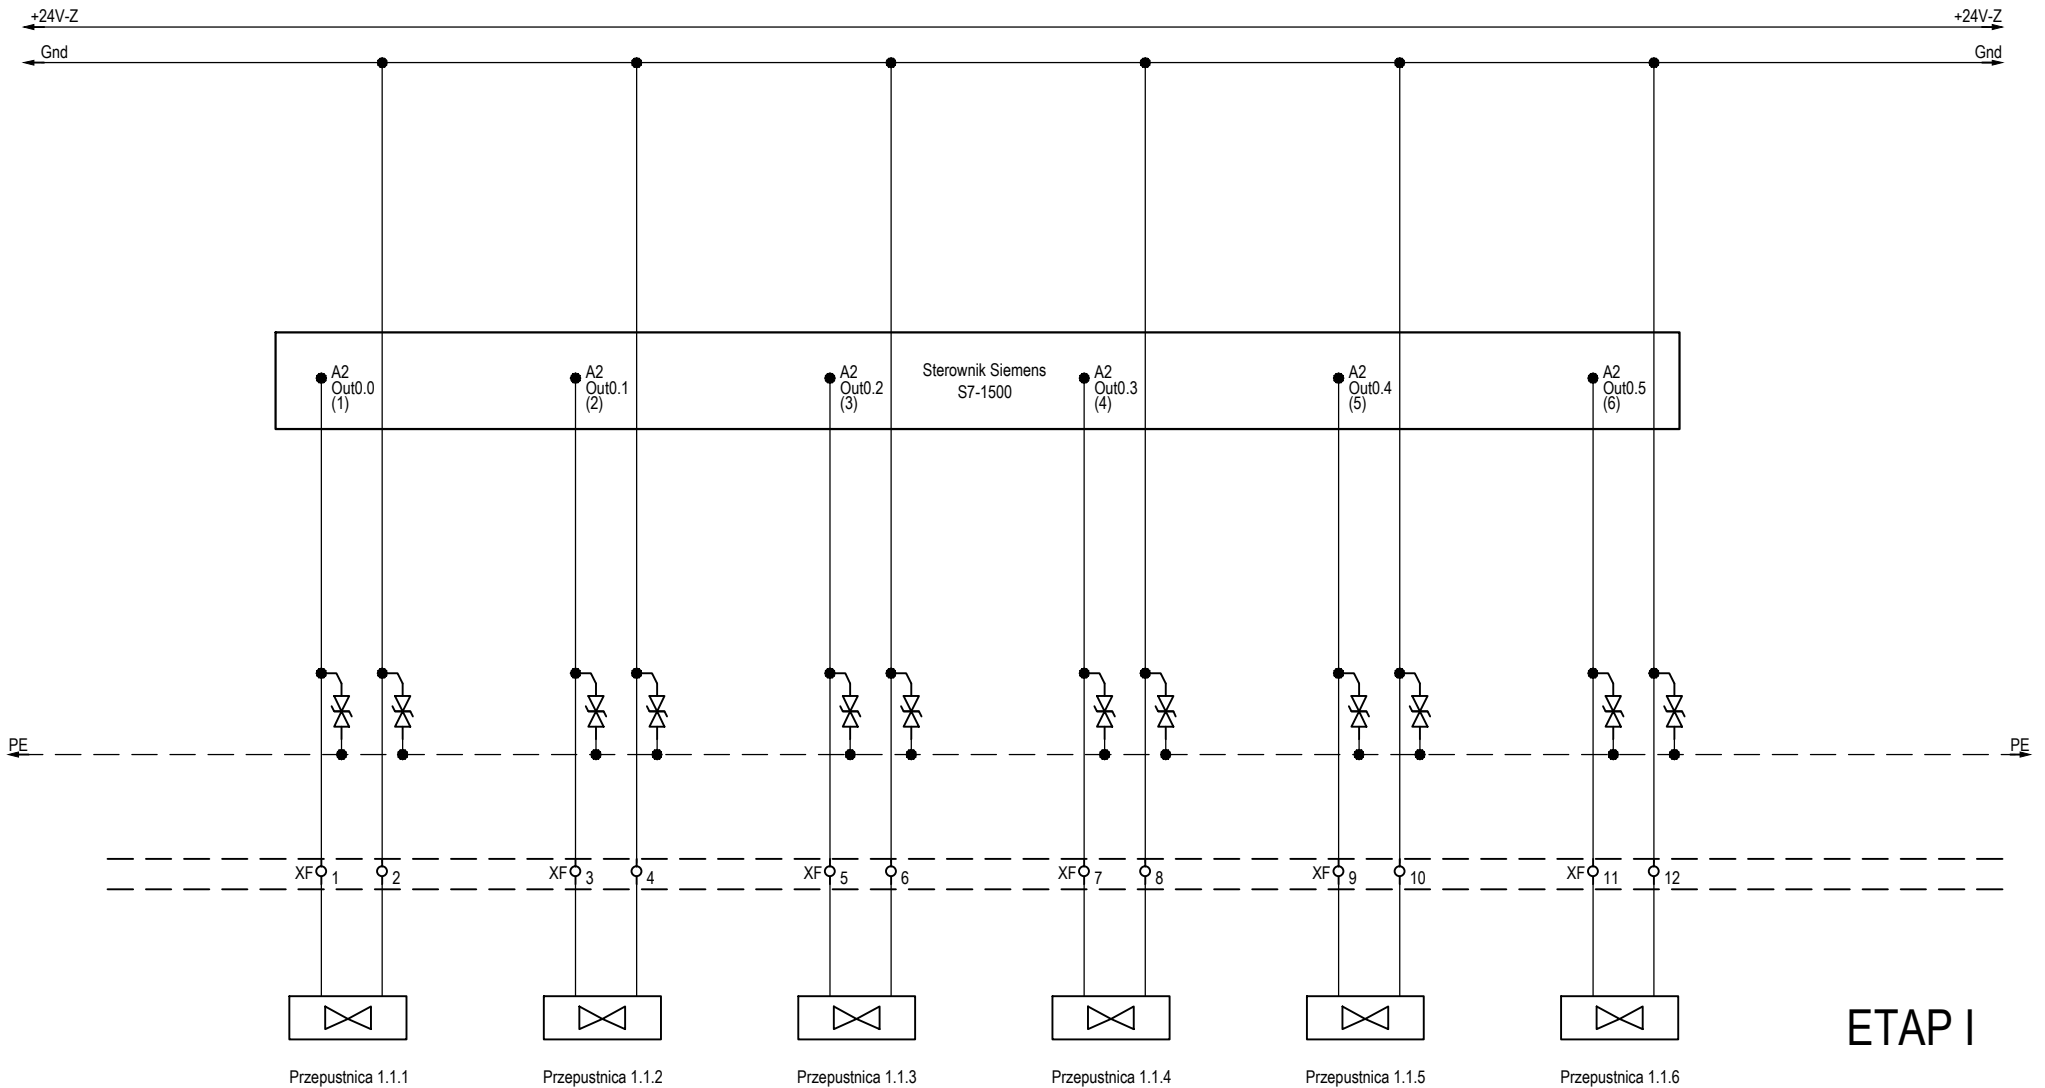 +24V-Z +24V-Z
Gnd Gnd
A2 A2 A2 Sterownik Siemens A2 A2 A2
Out0.0 Out0.1 Out0.2 S7-1500 Out0.3 Out0.4 Out0.5
(1) (2) (3) (4) (5) (6)
PE PE
XF 1 2 XF 3 4 XF 5 6 XF 7 8 XF 9 10 XF 11 12
ETAP I
Przepustnica 1.1.1 Przepustnica 1.1.2 Przepustnica 1.1.3 Przepustnica 1.1.4 Przepustnica 1.1.5 Przepustnica 1.1.6